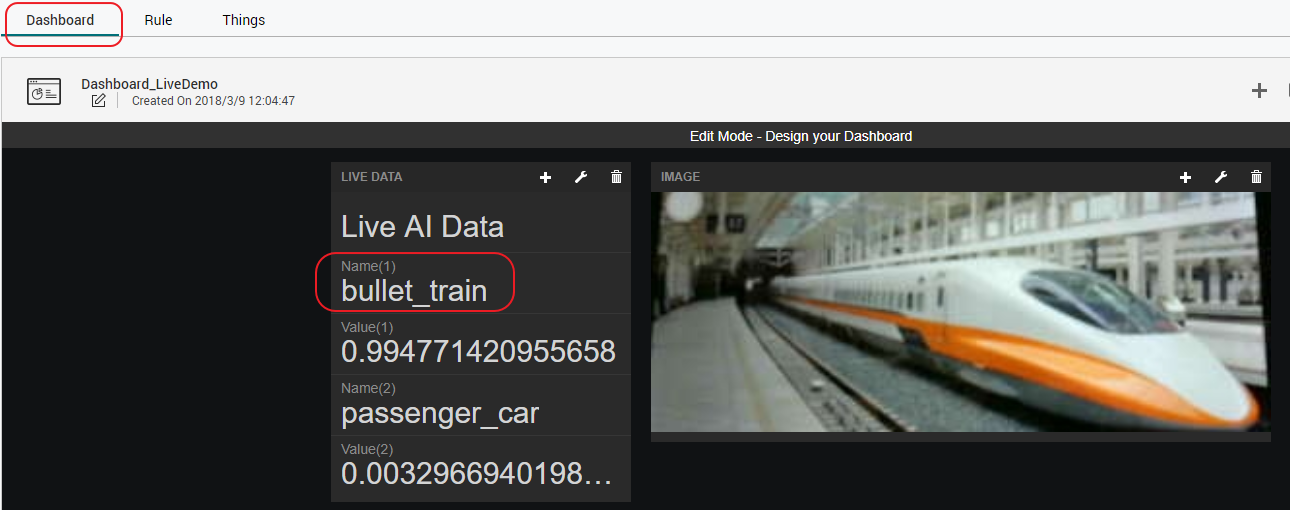 Dashboard Rule Things
Dashboard_LiveDemo
Created On 2018/3/9 12:04:47
Edit Mode - Design your Dashboard
LIVE DATA
Live AI Data
Name(1)
bullet_train
Value(1)
0.994771420955658
Name(2)
passenger_car
Value(2)
0.0032966940198…
IMAGE